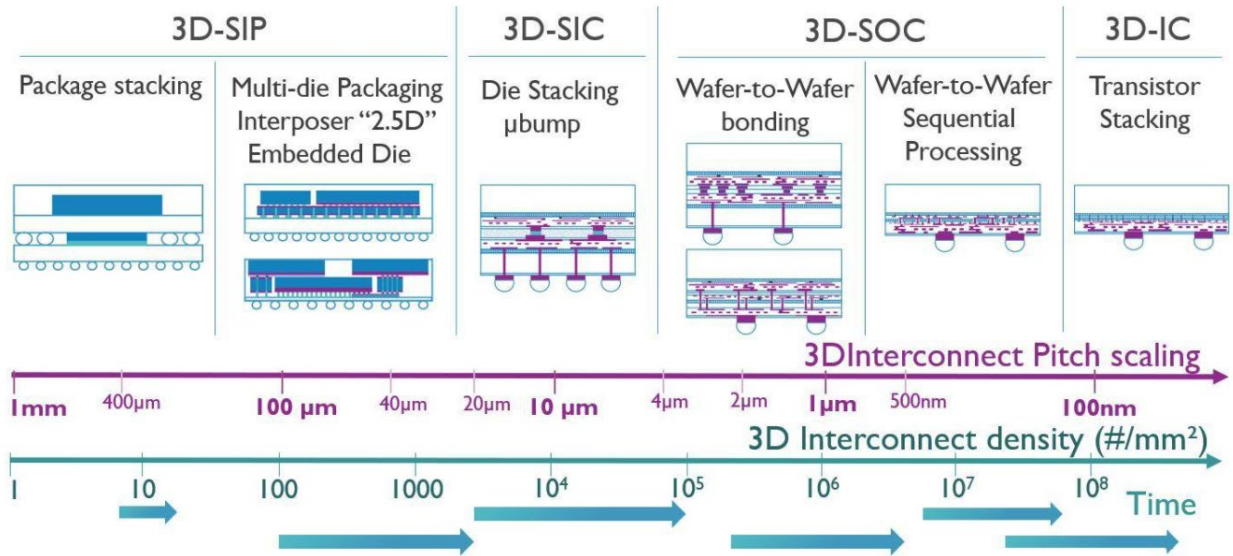 3D-SIP
3D-SIC
3D-SOC
3D-IC
Package stacking
Multi-die Packaging
Interposer “2.5D”
Embedded Die
Die Stacking
µbump
Wafer-to-Wafer
bonding
Wafer-to-Wafer
Sequential
Processing
Transistor
Stacking
3DInterconnect Pitch scaling
1mm
400µm
100 µm
40µm
20µm
10 µm
4µm
2µm
1µm
500nm
100nm
3D Interconnect density (#/mm²)
1
10
100
1000
10⁴
10⁵
10⁶
10⁷
10⁸
Time